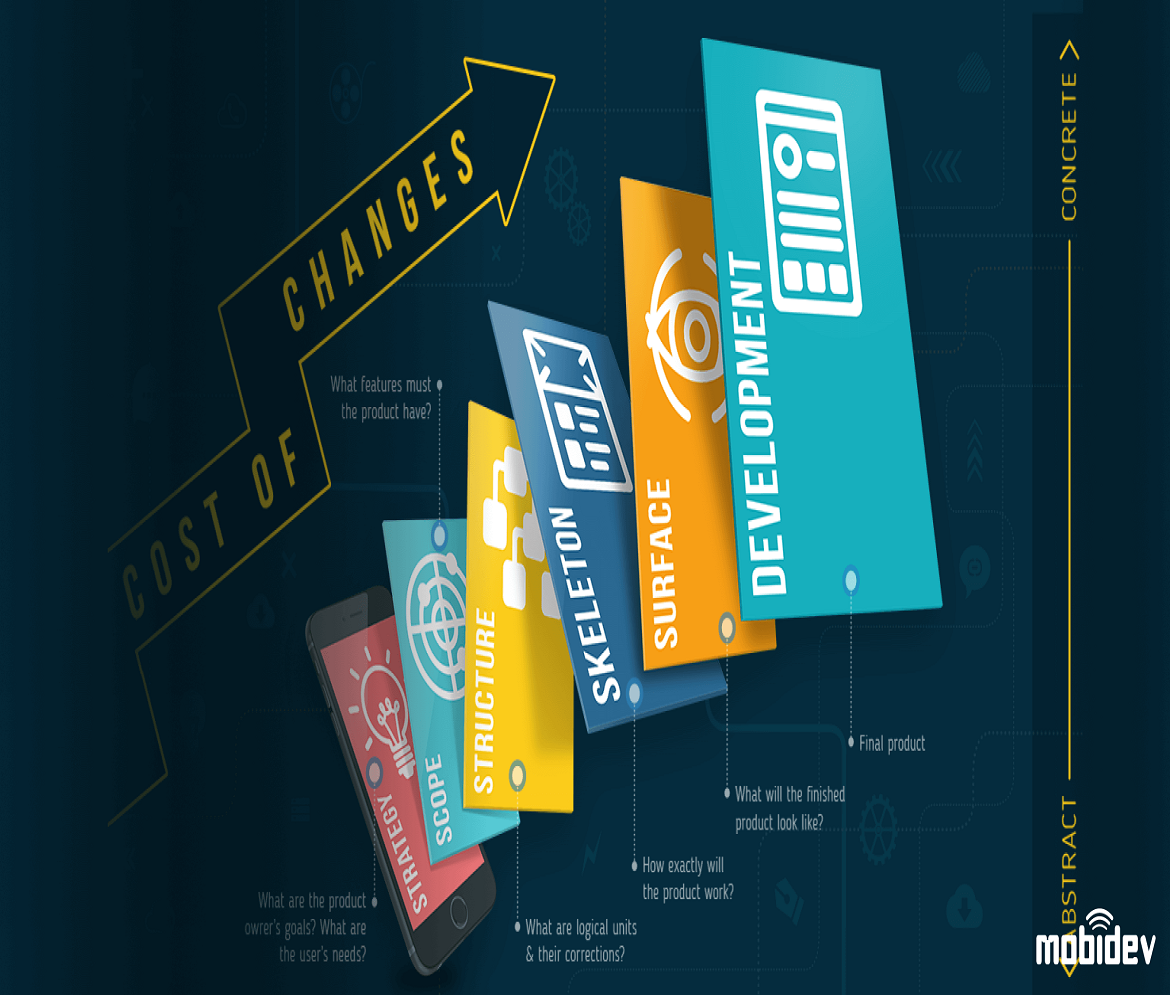 COST OF
CHANGES
What features must
the product have?
STRATEGY
SCOPE
STRUCTURE
SKELETON
SURFACE
DEVELOPMENT
What are the product
owrer's goals? What are
the user's needs?
What are logical units
& their corrections?
How exactly will
the product work?
What will the finished
product look like?
Final product
CONCRETE
ABSTRACT
mobidev